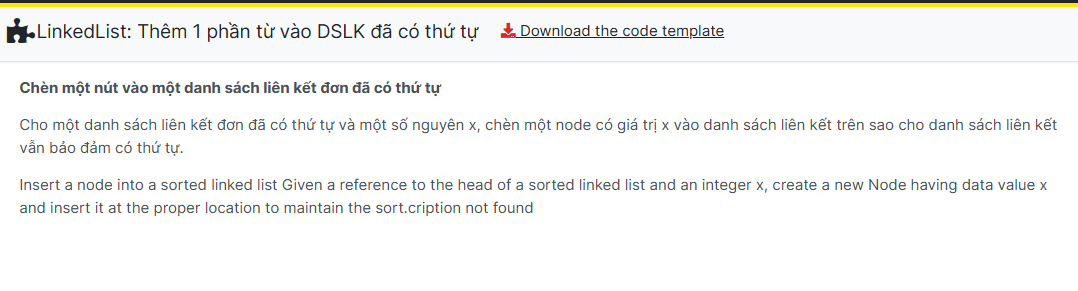 LinkedList: Thêm 1 phần từ vào DSLK đã có thứ tự Download the code template
Chèn một nút vào một danh sách liên kết đơn đã có thứ tự
Cho một danh sách liên kết đơn đã có thứ tự và một số nguyên x, chèn một node có giá trị x vào danh sách liên kết trên sao cho danh sách liên kết
vẫn bảo đảm có thứ tự.
Insert a node into a sorted linked list Given a reference to the head of a sorted linked list and an integer x, create a new Node having data value x
and insert it at the proper location to maintain the sort.cription not found